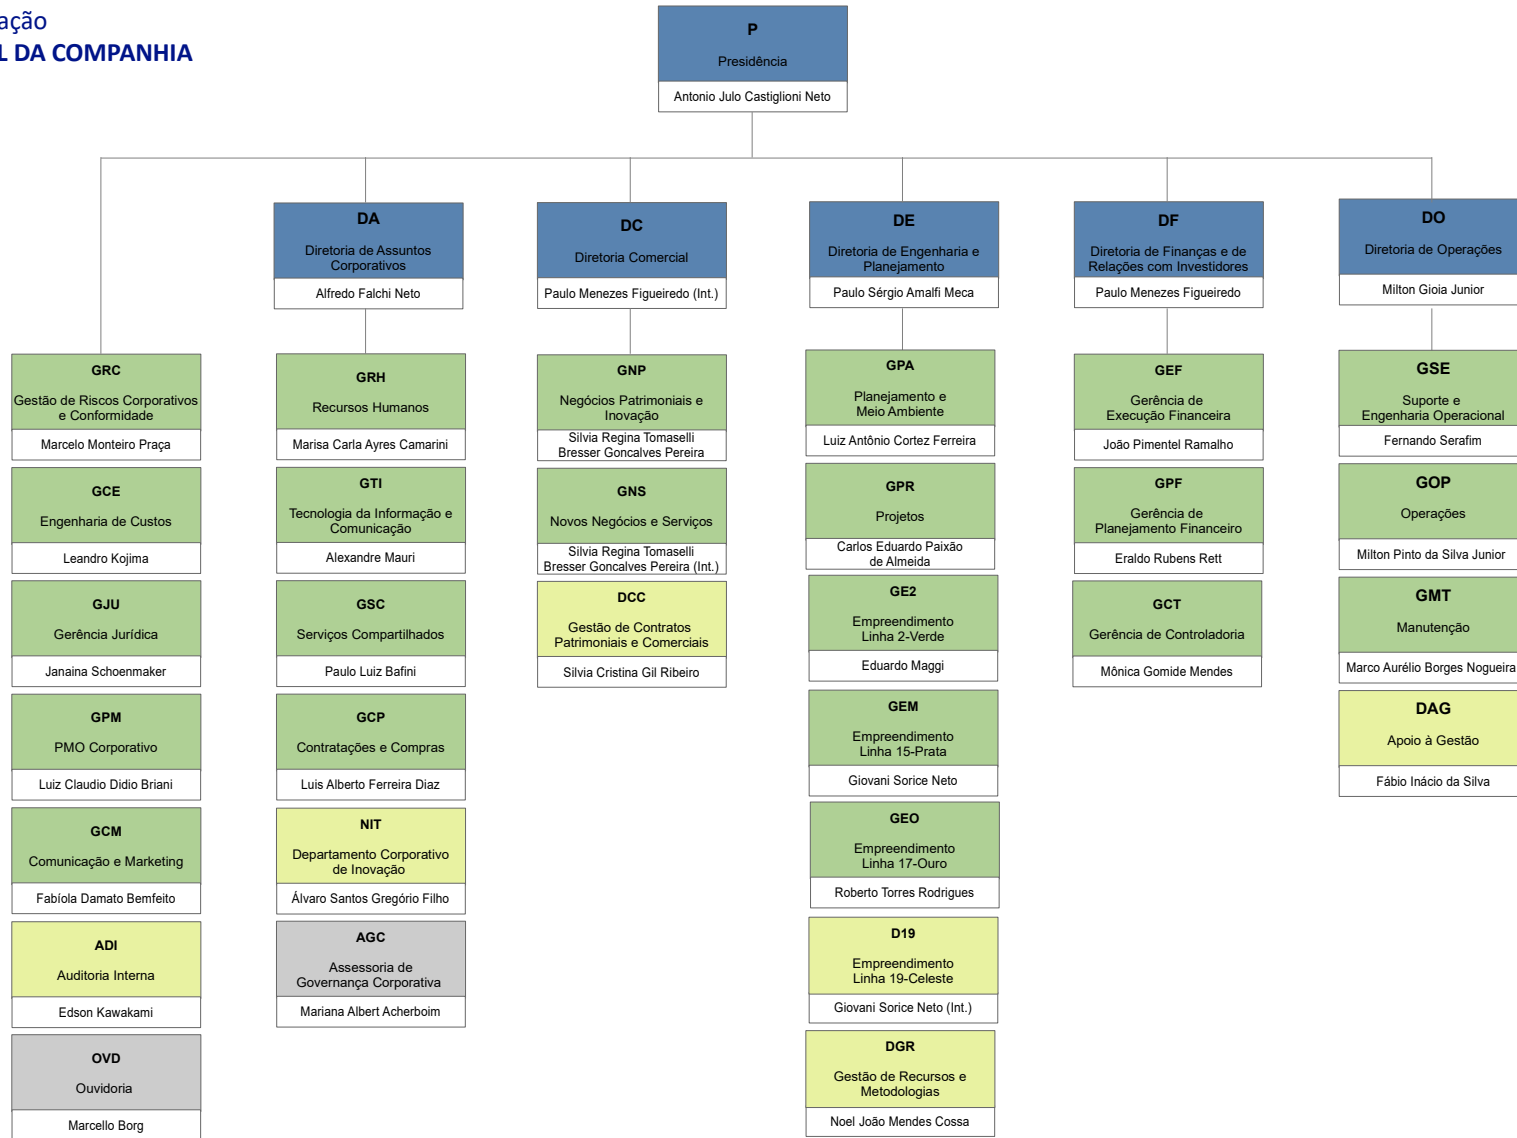 ação
L DA COMPANHIA
P
Presidência
Antonio Julo Castiglioni Neto
DA
Diretoria de Assuntos
Corporativos
Alfredo Falchi Neto
DC
Diretoria Comercial
Paulo Menezes Figueiredo (Int.)
DE
Diretoria de Engenharia e
Planejamento
Paulo Sérgio Amalfi Meca
DF
Diretoria de Finanças e de
Relações com Investidores
Paulo Menezes Figueiredo
DO
Diretoria de Operações
Milton Gioia Junior
GRC
Gestão de Riscos Corporativos
e Conformidade
Marcelo Monteiro Praça
GCE
Engenharia de Custos
Leandro Kojima
GJU
Gerência Jurídica
Janaina Schoenmaker
GPM
PMO Corporativo
Luiz Claudio Didio Briani
GCM
Comunicação e Marketing
Fabíola Damato Bemfeito
ADI
Auditoria Interna
Edson Kawakami
OVD
Ouvidoria
Marcello Borg
GRH
Recursos Humanos
Marisa Carla Ayres Camarini
GTI
Tecnologia da Informação e
Comunicação
Alexandre Mauri
GSC
Serviços Compartilhados
Paulo Luiz Bafini
GCP
Contratações e Compras
Luis Alberto Ferreira Diaz
NIT
Departamento Corporativo
de Inovação
Álvaro Santos Gregório Filho
AGC
Assessoria de
Governança Corporativa
Mariana Albert Acherboim
GNP
Negócios Patrimoniais e
Inovação
Silvia Regina Tomaselli
Bresser Goncalves Pereira
GNS
Novos Negócios e Serviços
Silvia Regina Tomaselli
Bresser Goncalves Pereira (Int.)
DCC
Gestão de Contratos
Patrimoniais e Comerciais
Silvia Cristina Gil Ribeiro
GPA
Planejamento e
Meio Ambiente
Luiz Antônio Cortez Ferreira
GPR
Projetos
Carlos Eduardo Paixão
de Almeida
GE2
Empreendimento
Linha 2-Verde
Eduardo Maggi
GEM
Empreendimento
Linha 15-Prata
Giovani Sorice Neto
GEO
Empreendimento
Linha 17-Ouro
Roberto Torres Rodrigues
D19
Empreendimento
Linha 19-Celeste
Giovani Sorice Neto (Int.)
DGR
Gestão de Recursos e
Metodologias
Noel João Mendes Cossa
GEF
Gerência de
Execução Financeira
João Pimentel Ramalho
GPF
Gerência de
Planejamento Financeiro
Eraldo Rubens Rett
GCT
Gerência de Controladoria
Mônica Gomide Mendes
GSE
Suporte e
Engenharia Operacional
Fernando Serafim
GOP
Operações
Milton Pinto da Silva Junior
GMT
Manutenção
Marco Aurélio Borges Nogueira
DAG
Apoio à Gestão
Fábio Inácio da Silva